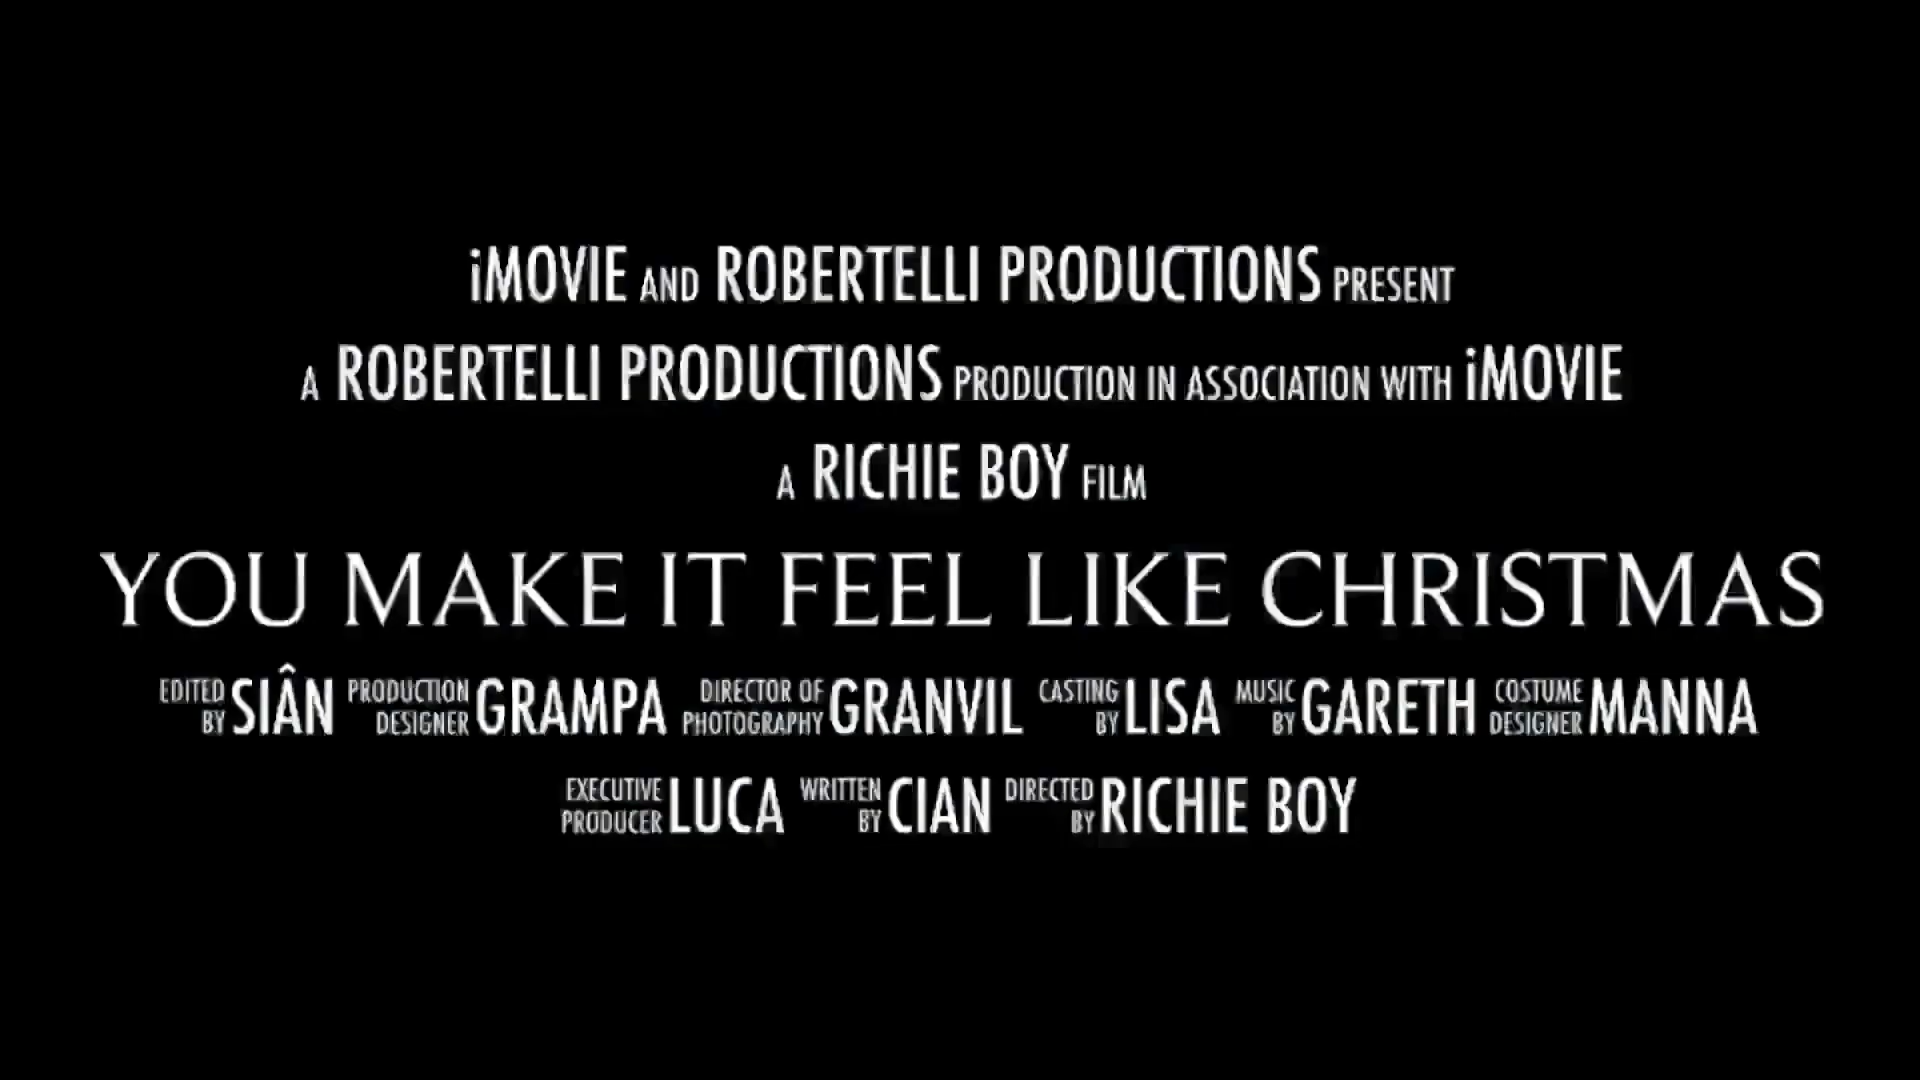 iMOVIE AND ROBERTELLI PRODUCTIONS PRESENT
A ROBERTELLI PRODUCTIONS PRODUCTION IN ASSOCIATION WITH iMOVIE
A RICHIE BOY FILM
YOU MAKE IT FEEL LIKE CHRISTMAS
EDITED BY SIÂN PRODUCTION DESIGNER GRAMPA DIRECTOR OF PHOTOGRAPHY GRANVIL CASTING BY LISA MUSIC BY GARETH COSTUME DESIGNER MANNA
EXECUTIVE PRODUCER LUCA WRITTEN BY CIAN DIRECTED BY RICHIE BOY